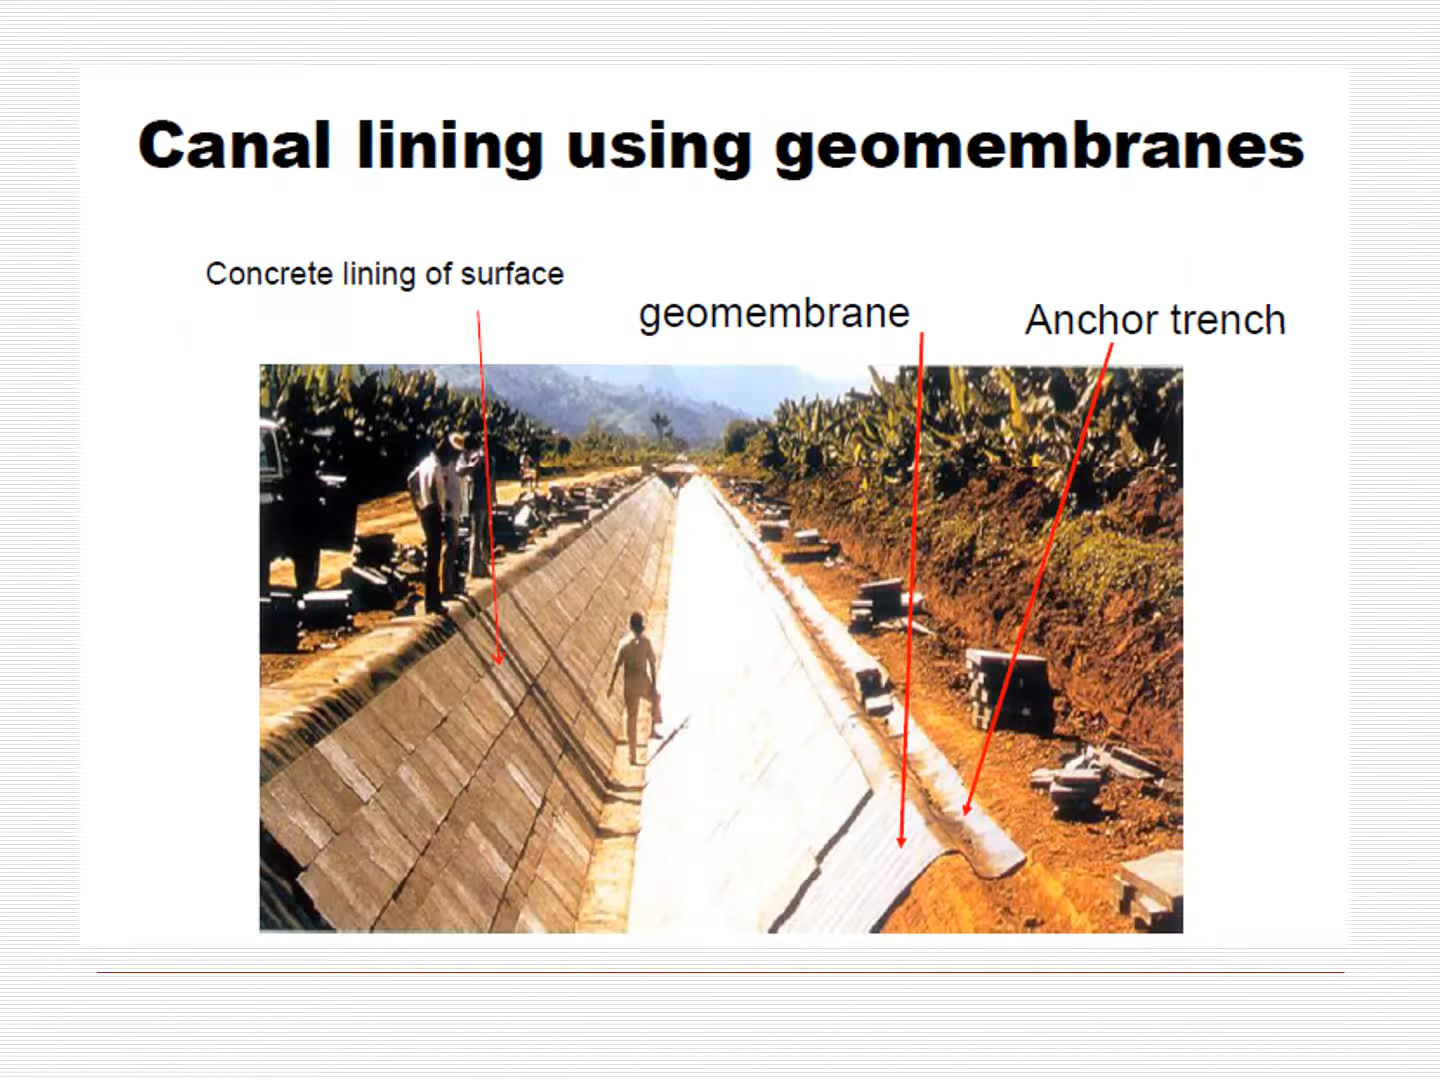 Canal lining using geomembranes
Concrete lining of surface
geomembrane
Anchor trench